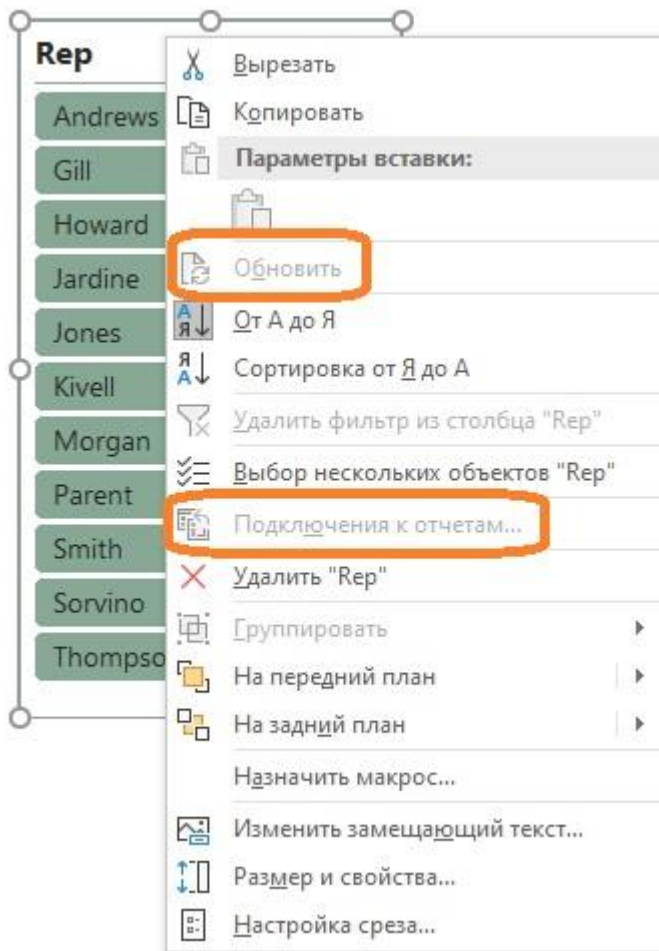 Rep
Andrews
Gill
Howard
Jardine
Jones
Kivell
Morgan
Parent
Smith
Sorvino
Thompso
Вырезать
Копировать
Параметры вставки:
Обновить
От А до Я
Сортировка от Я до А
Удалить фильтр из столбца "Rep"
Выбор нескольких объектов "Rep"
Подключения к отчетам...
Удалить "Rep"
Группировать
На передний план
На задний план
Назначить макрос...
Изменить замещающий текст...
Размер и свойства...
Настройка среза...